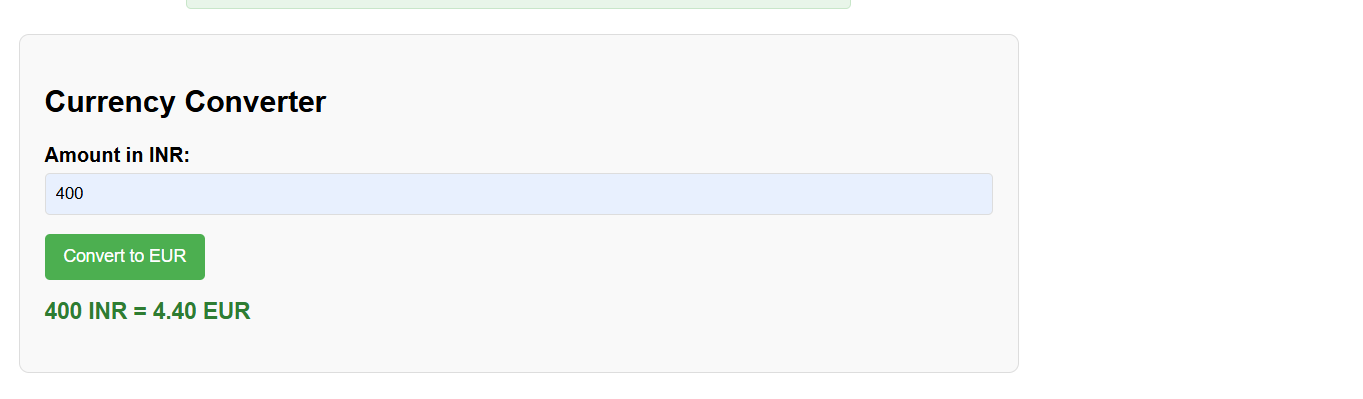 Currency Converter
Amount in INR:
400
Convert to EUR
400 INR = 4.40 EUR